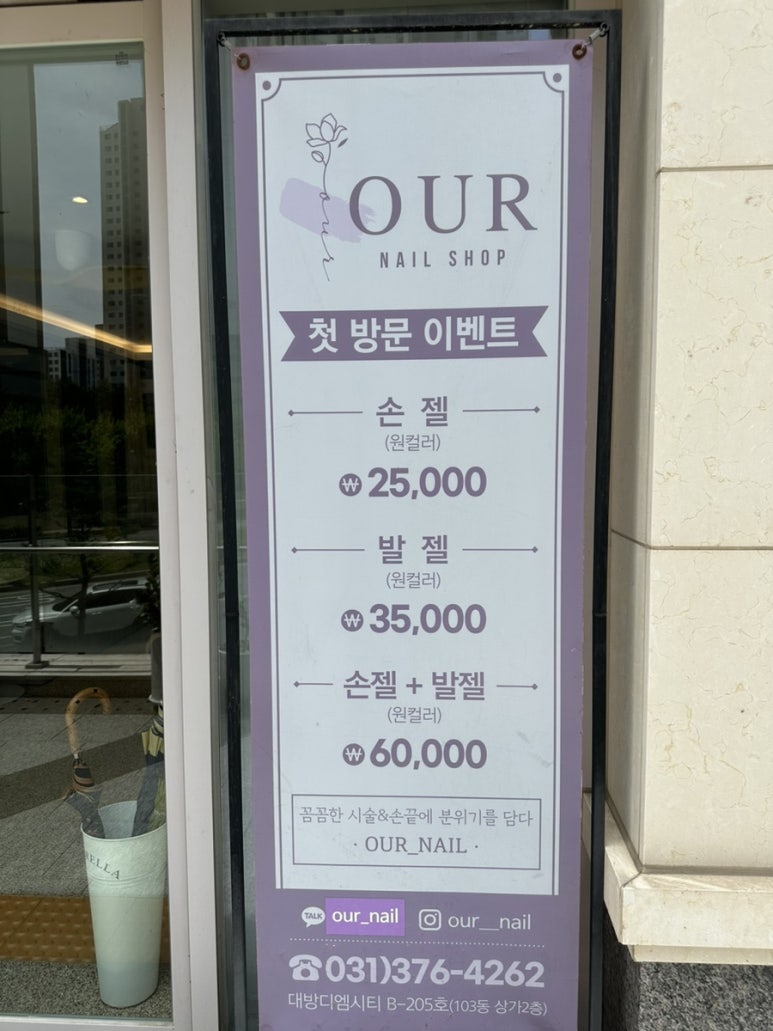 our
OUR
NAIL SHOP
첫 방문 이벤트
손 젤
(원컬러)
₩25,000
발 젤
(원컬러)
₩35,000
손젤 + 발젤
(원컬러)
₩60,000
꼼꼼한 시술&손끝에 분위기를 담다
· OUR_NAIL ·
TALK our_nail our__nail
☎031)376-4262
대방디엠시티 B-205호(103동 상가2층)